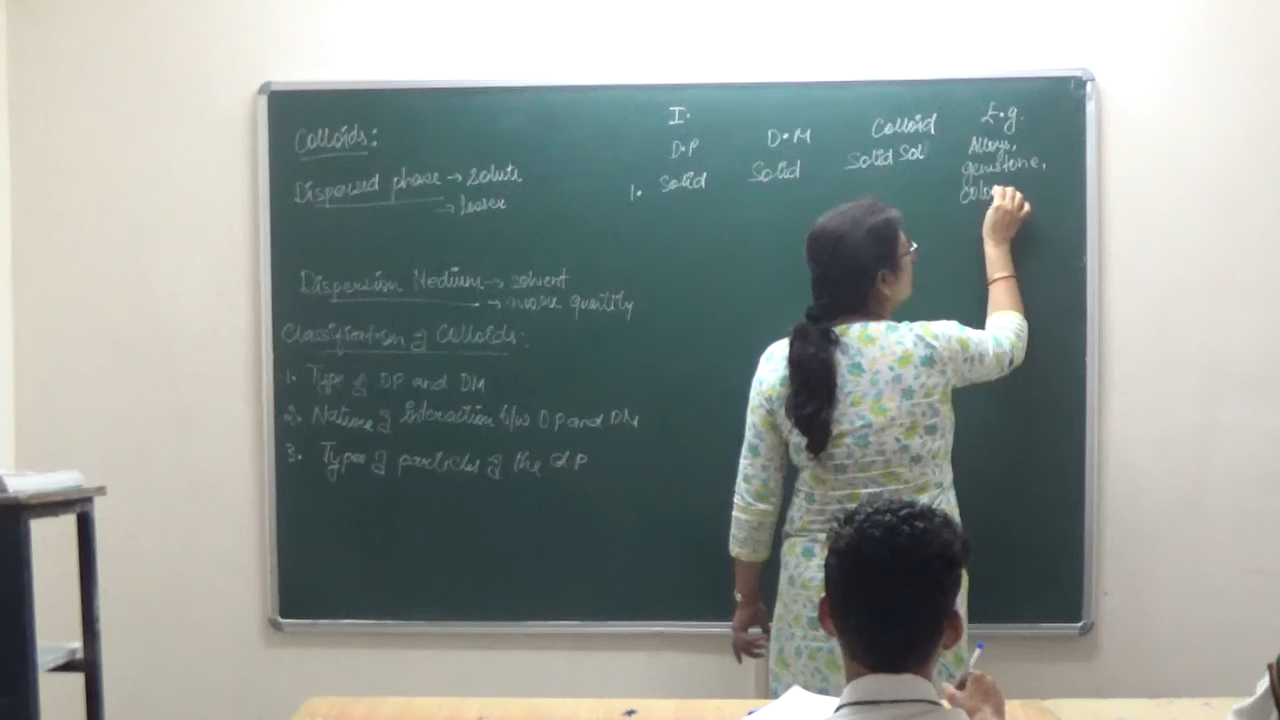 Colloids:
Dispersed phase → solute
→ lesser
Dispersion Medium → solvent
→ more quantity
Classification of Colloids:
1. Type of DP and DM
2. Nature of interaction b/w DP and DM
3. Type of particles of the d P
I.
D.P D.M Colloid E.g.
1. Solid Solid Solid Sol Alloys,
gemstone,
colo